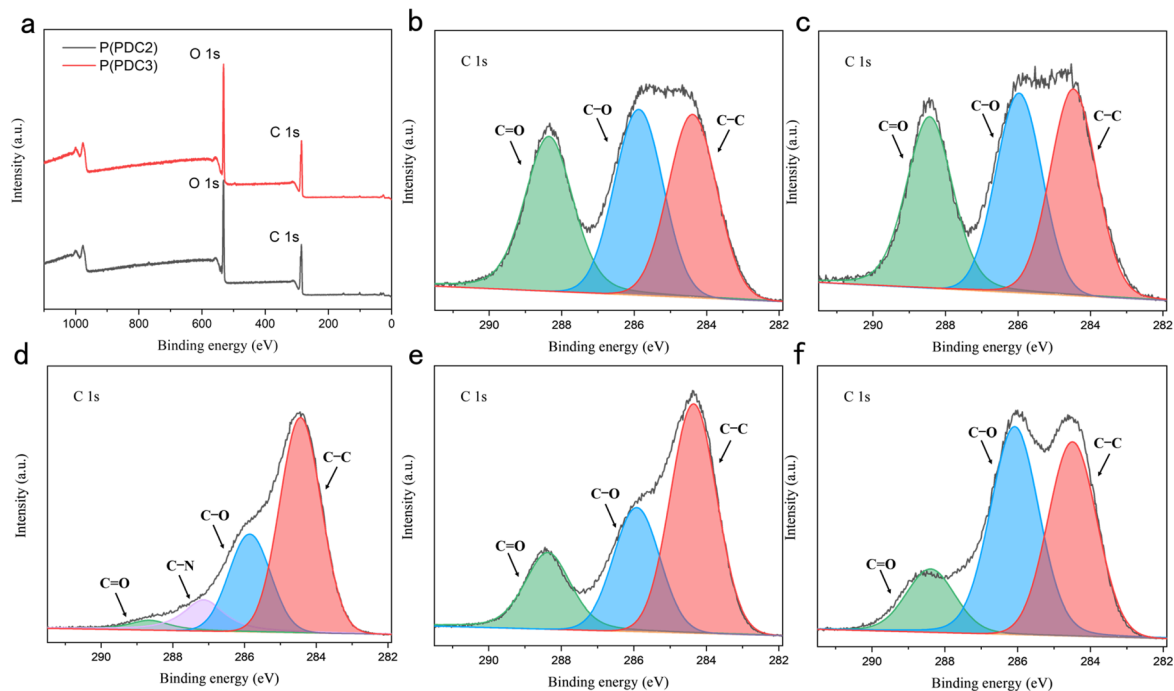 a
P(PDC2)
P(PDC3)
O 1s
C 1s
O 1s
C 1s
Intensity (a.u.)
1000 800 600 400 200 0
Binding energy (eV)
b
C 1s
C=O
C−O
C−C
Intensity (a.u.)
290 288 286 284 282
Binding energy (eV)
c
C 1s
C=O
C−O
C−C
Intensity (a.u.)
290 288 286 284 282
Binding energy (eV)
d
C 1s
C=O
C−N
C−O
C−C
Intensity (a.u.)
290 288 286 284 282
Binding energy (eV)
e
C 1s
C=O
C−O
C−C
Intensity (a.u.)
290 288 286 284 282
Binding energy (eV)
f
C 1s
C=O
C−O
C−C
Intensity (a.u.)
290 288 286 284 282
Binding energy (eV)